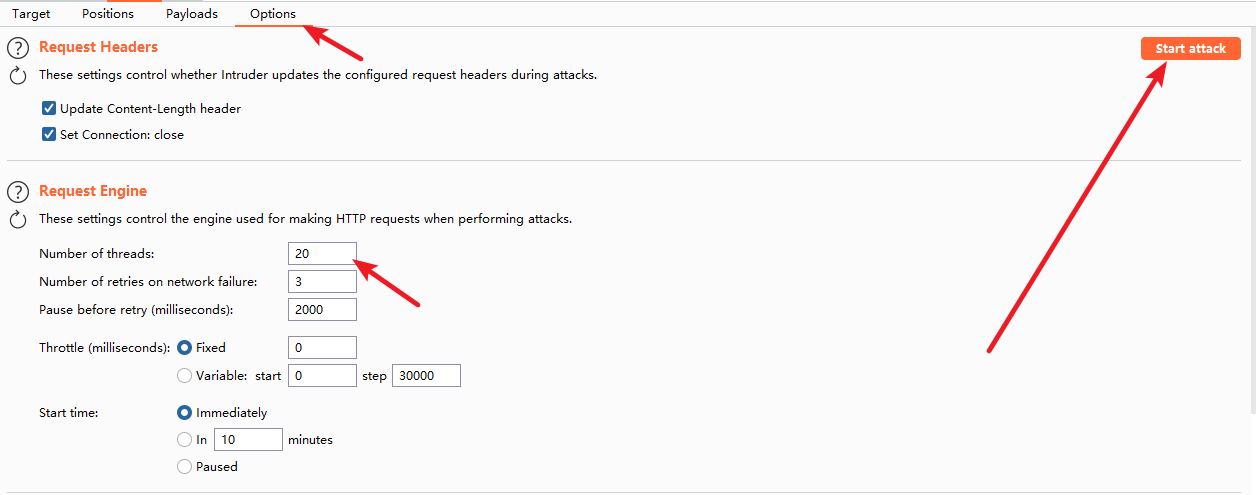 Target Positions Payloads Options
? Request Headers Start attack
These settings control whether Intruder updates the configured request headers during attacks.
Update Content-Length header
Set Connection: close
? Request Engine
These settings control the engine used for making HTTP requests when performing attacks.
Number of threads: 20
Number of retries on network failure: 3
Pause before retry (milliseconds): 2000
Throttle (milliseconds): Fixed 0
Variable: start 0 step 30000
Start time: Immediately
In 10 minutes
Paused